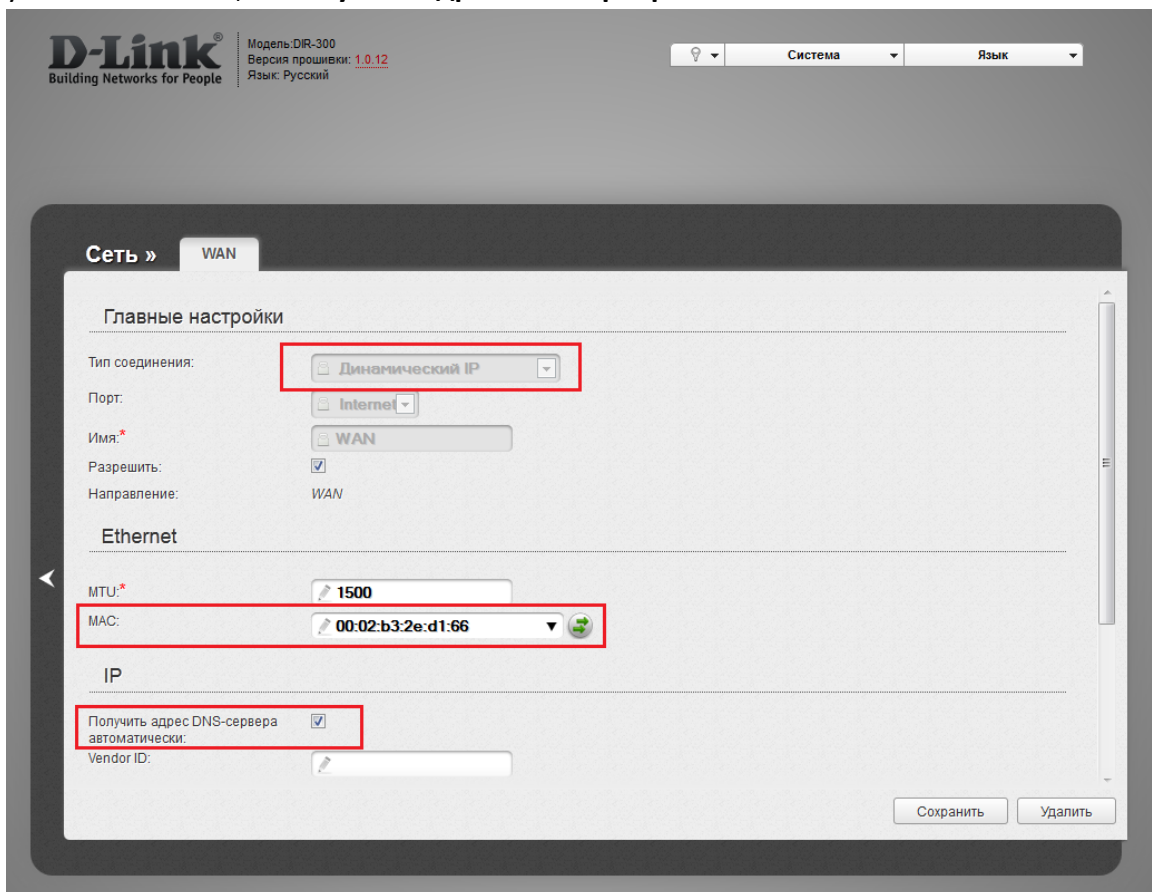 D-Link®
Building Networks for People
Модель:DIR-300
Версия прошивки: 1.0.12
Язык: Русский
Система
Язык
Сеть »
WAN
Главные настройки
Тип соединения:
Динамический IP
Порт:
Internet
Имя:*
WAN
Разрешить:
Направление:
WAN
Ethernet
MTU:*
1500
MAC:
00:02:b3:2e:d1:66
IP
Получить адрес DNS-сервера
автоматически:
Vendor ID:
Сохранить
Удалить